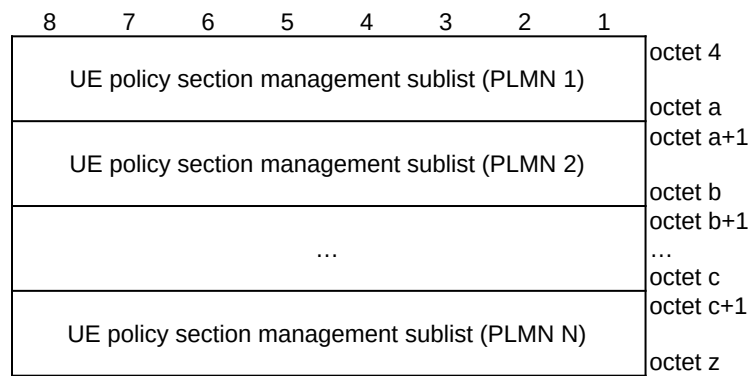 8 7 6 5 4 3 2 1
octet 4
UE policy section management sublist (PLMN 1)
octet a
octet a+1
UE policy section management sublist (PLMN 2)
octet b
octet b+1
… …
octet c
octet c+1
UE policy section management sublist (PLMN N)
octet z